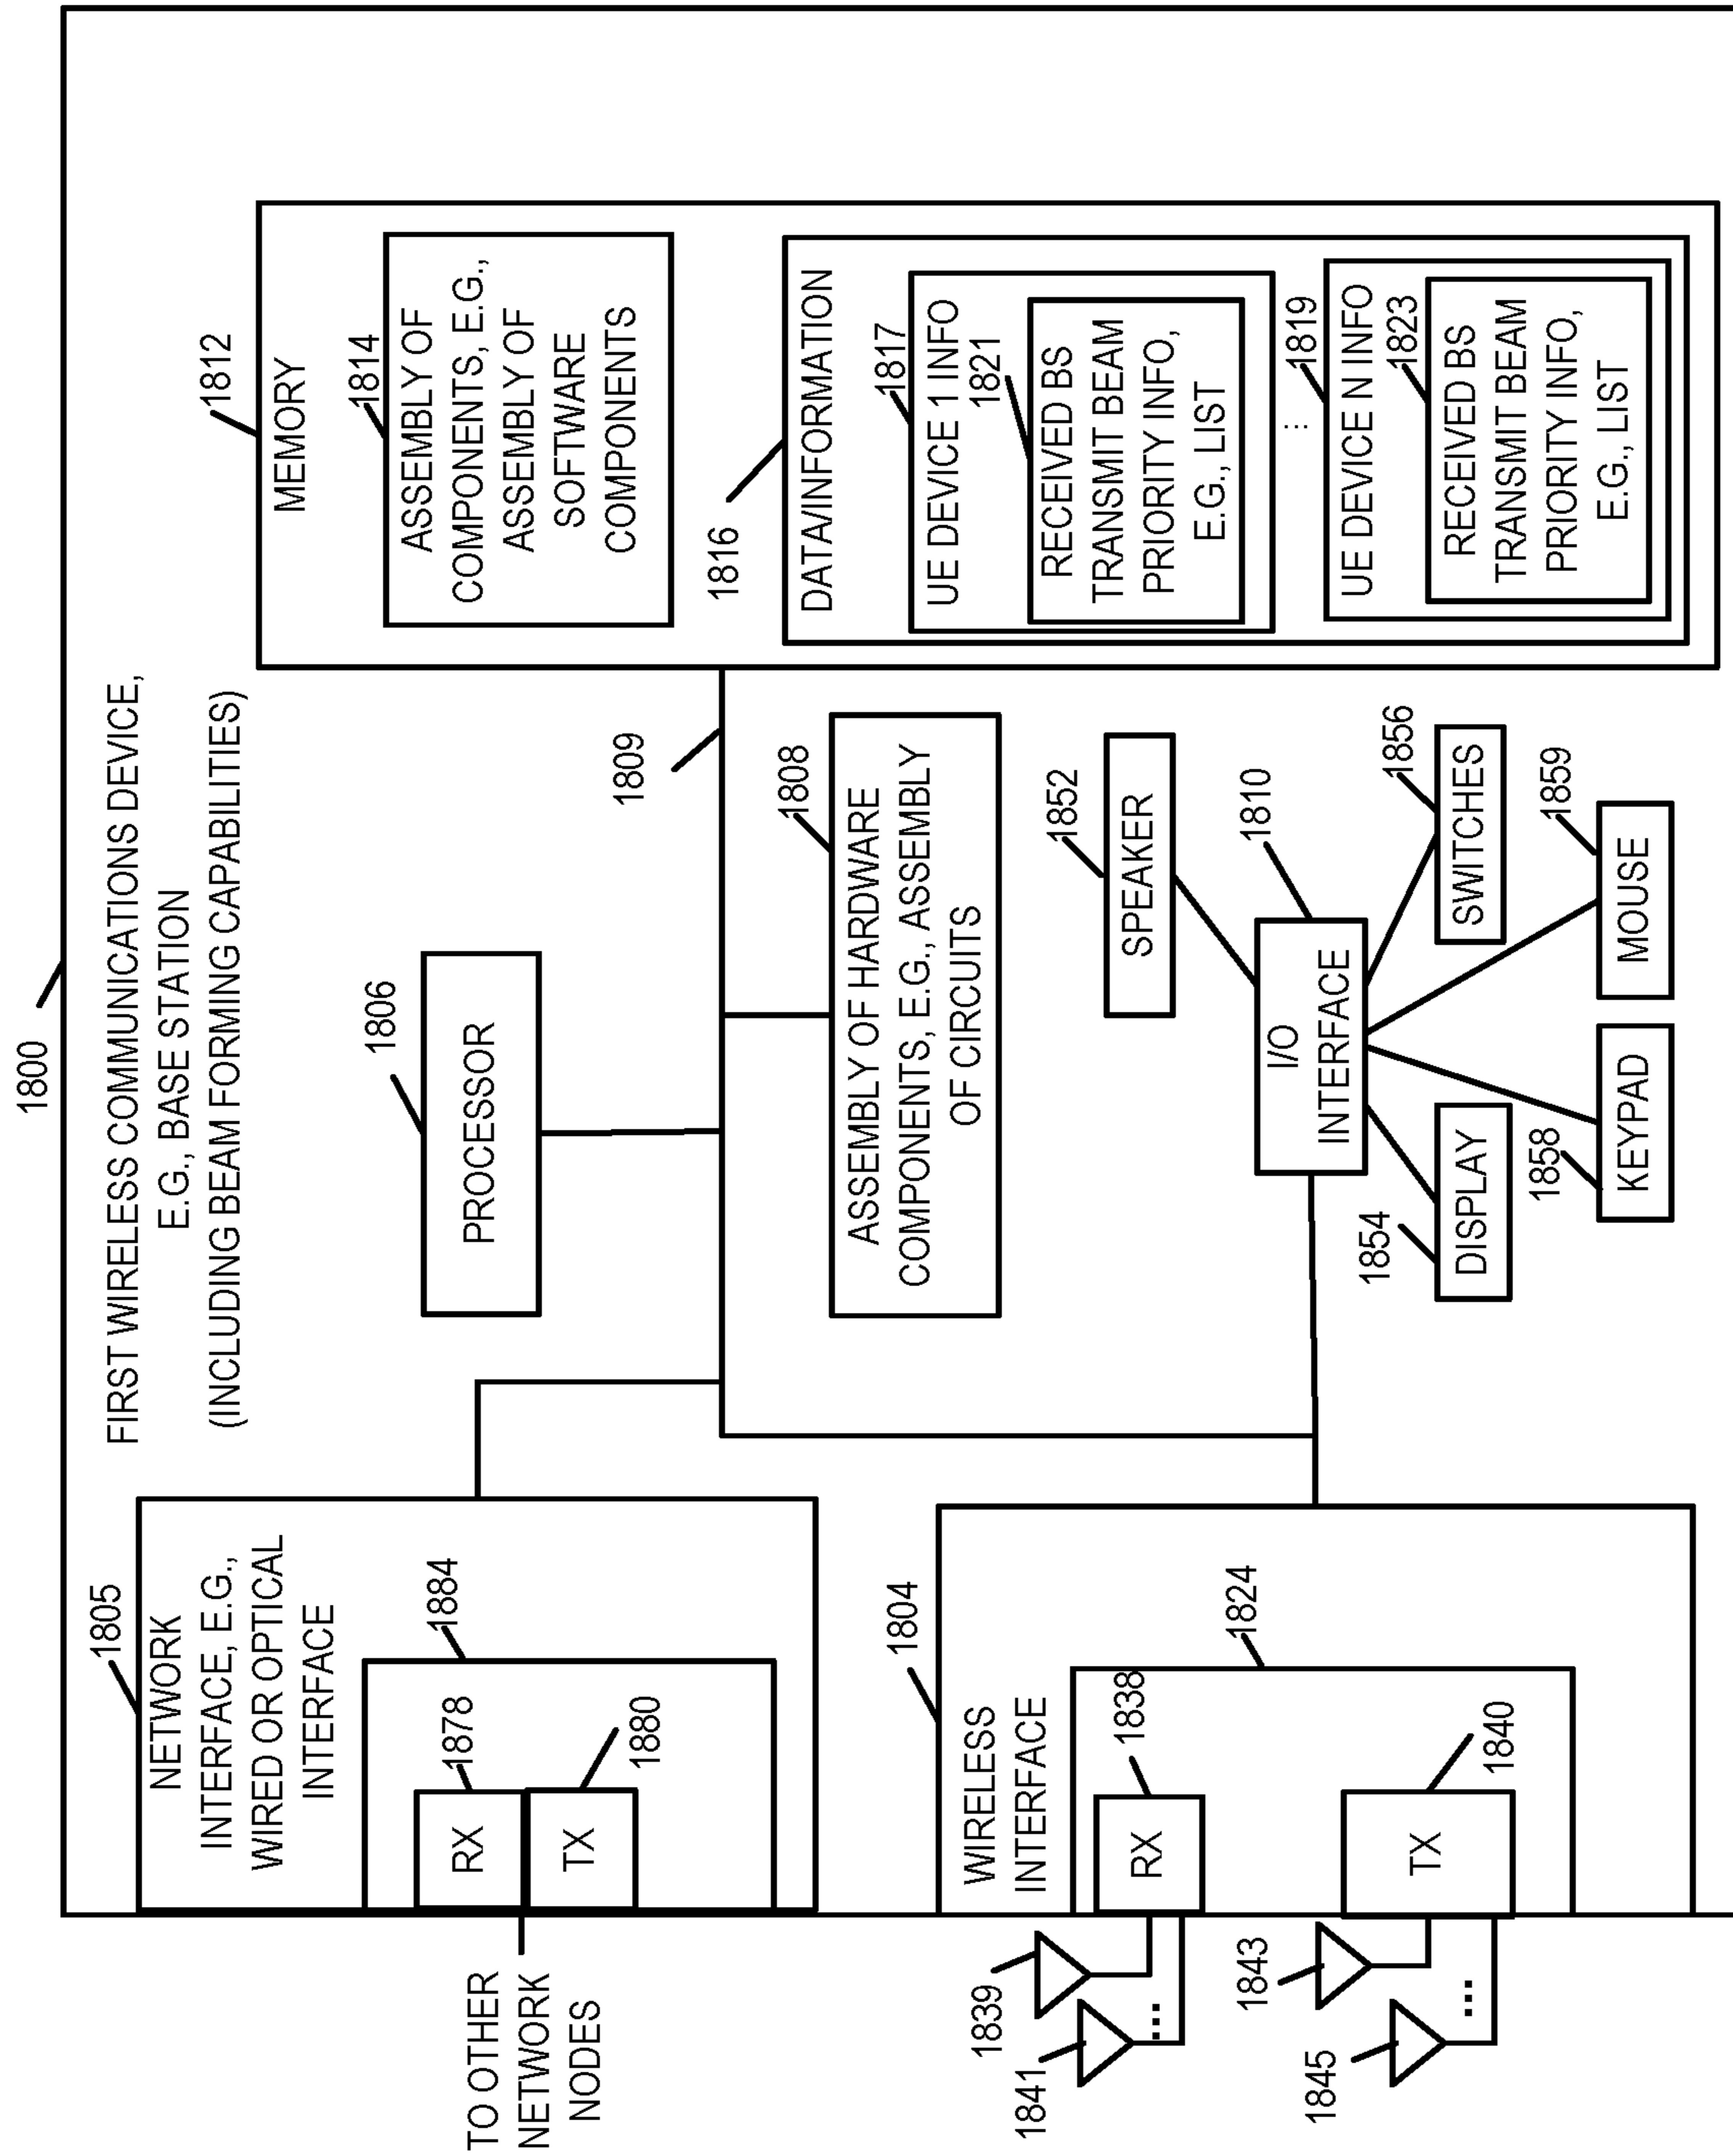 1800
FIRST WIRELESS COMMUNICATIONS DEVICE,
E.G., BASE STATION
(INCLUDING BEAM FORMING CAPABILITIES)
1805
NETWORK
INTERFACE, E.G.,
WIRED OR OPTICAL
INTERFACE
1884
1878
RX
1880
TX
TO OTHER
NETWORK
NODES
1804
WIRELESS
INTERFACE
1824
1838
RX
1840
TX
1839
1841
...
1843
1845
...
1806
PROCESSOR
1809
1808
ASSEMBLY OF HARDWARE
COMPONENTS, E.G., ASSEMBLY
OF CIRCUITS
1852
SPEAKER
1810
I/O
INTERFACE
1856
SWITCHES
1859
MOUSE
1854
DISPLAY
1858
KEYPAD
1812
MEMORY
1814
ASSEMBLY OF
COMPONENTS, E.G.,
ASSEMBLY OF
SOFTWARE
COMPONENTS
1816
DATA/INFORMATION
1817
UE DEVICE 1 INFO
1821
RECEIVED BS
TRANSMIT BEAM
PRIORITY INFO,
E.G., LIST
...
1819
UE DEVICE N INFO
1823
RECEIVED BS
TRANSMIT BEAM
PRIORITY INFO,
E.G., LIST